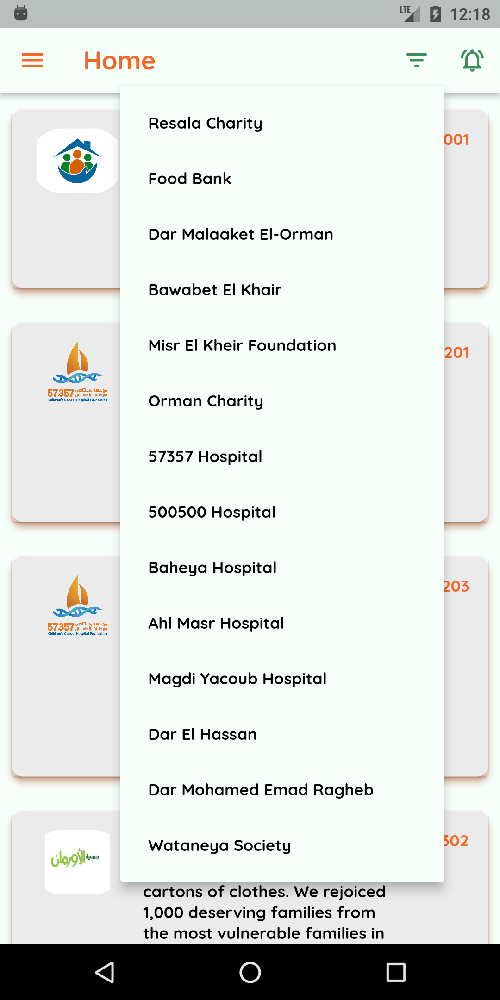 LTE 12:18
Home
Resala Charity
001
Food Bank
Dar Malaaket El-Orman
Bawabet El Khair
Misr El Kheir Foundation
201
57357 مؤسسة مستشفى
سرطان الأطفال
Children's Cancer Hospital Foundation
Orman Charity
57357 Hospital
500500 Hospital
Baheya Hospital
203
Ahl Masr Hospital
57357 مؤسسة مستشفى
سرطان الأطفال
Children's Cancer Hospital Foundation
Magdi Yacoub Hospital
Dar El Hassan
Dar Mohamed Emad Ragheb
Wataneya Society
302
جمعية الأورمان
cartons of clothes. We rejoiced
1,000 deserving families from
the most vulnerable families in